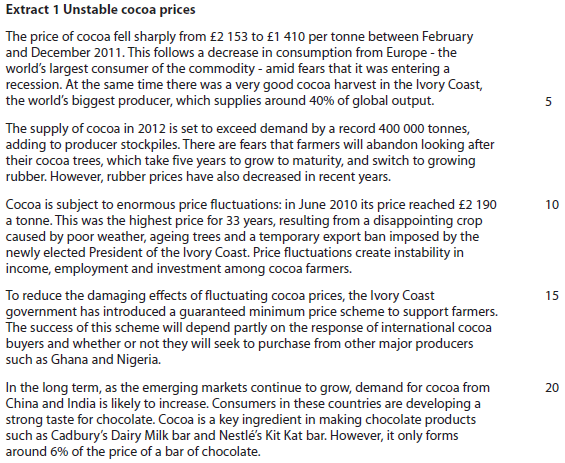 Extract 1 Unstable cocoa prices
The price of cocoa fell sharply from £2 153 to £1 410 per tonne between February
and December 2011. This follows a decrease in consumption from Europe - the
world's largest consumer of the commodity - amid fears that it was entering a
recession. At the same time there was a very good cocoa harvest in the Ivory Coast,
the world's biggest producer, which supplies around 40% of global output. 5
The supply of cocoa in 2012 is set to exceed demand by a record 400 000 tonnes,
adding to producer stockpiles. There are fears that farmers will abandon looking after
their cocoa trees, which take five years to grow to maturity, and switch to growing
rubber. However, rubber prices have also decreased in recent years.
Cocoa is subject to enormous price fluctuations: in June 2010 its price reached £2 190 10
a tonne. This was the highest price for 33 years, resulting from a disappointing crop
caused by poor weather, ageing trees and a temporary export ban imposed by the
newly elected President of the Ivory Coast. Price fluctuations create instability in
income, employment and investment among cocoa farmers.
To reduce the damaging effects of fluctuating cocoa prices, the Ivory Coast 15
government has introduced a guaranteed minimum price scheme to support farmers.
The success of this scheme will depend partly on the response of international cocoa
buyers and whether or not they will seek to purchase from other major producers
such as Ghana and Nigeria.
In the long term, as the emerging markets continue to grow, demand for cocoa from 20
China and India is likely to increase. Consumers in these countries are developing a
strong taste for chocolate. Cocoa is a key ingredient in making chocolate products
such as Cadbury's Dairy Milk bar and Nestlé's Kit Kat bar. However, it only forms
around 6% of the price of a bar of chocolate.